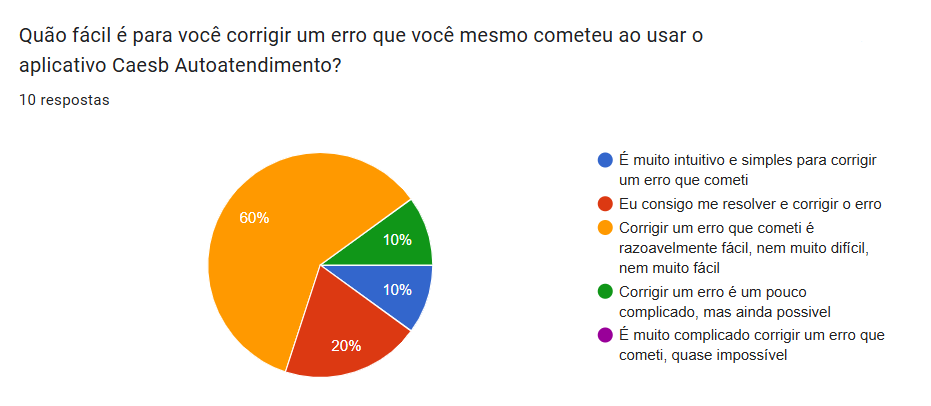 Quão fácil é para você corrigir um erro que você mesmo cometeu ao usar o
aplicativo Caesb Autoatendimento?
10 respostas
60%
10%
10%
20%
É muito intuitivo e simples para corrigir
um erro que cometi
Eu consigo me resolver e corrigir o erro
Corrigir um erro que cometi é
razoavelmente fácil, nem muito difícil,
nem muito fácil
Corrigir um erro é um pouco
complicado, mas ainda possivel
É muito complicado corrigir um erro que
cometi, quase impossível